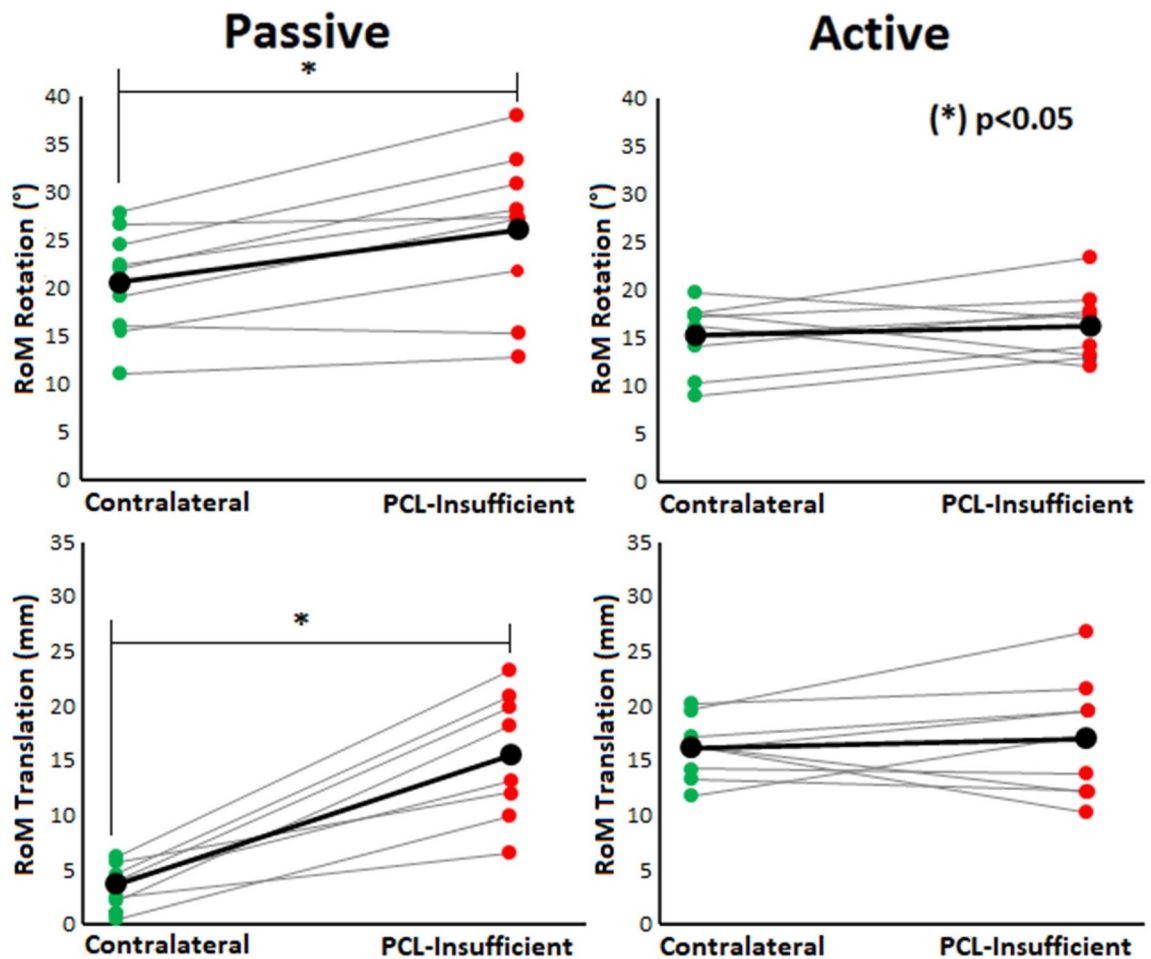 Passive
Active
*
(*) p<0.05
RoM Rotation (°)
40
35
30
25
20
15
10
5
0
Contralateral
PCL-Insufficient
RoM Rotation (°)
40
35
30
25
20
15
10
5
0
Contralateral
PCL-Insufficient
RoM Translation (mm)
35
30
25
20
15
10
5
0
*
Contralateral
PCL-Insufficient
RoM Translation (mm)
35
30
25
20
15
10
5
0
Contralateral
PCL-Insufficient